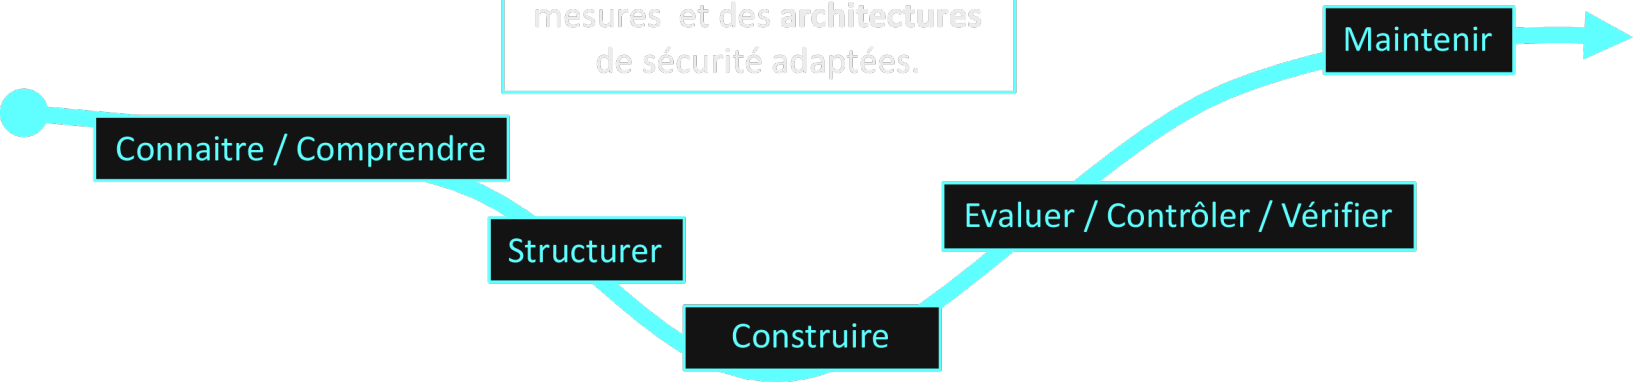 mesures et des architectures
de sécurité adaptées.
Maintenir
Connaitre / Comprendre
Evaluer / Contrôler / Vérifier
Structurer
Construire